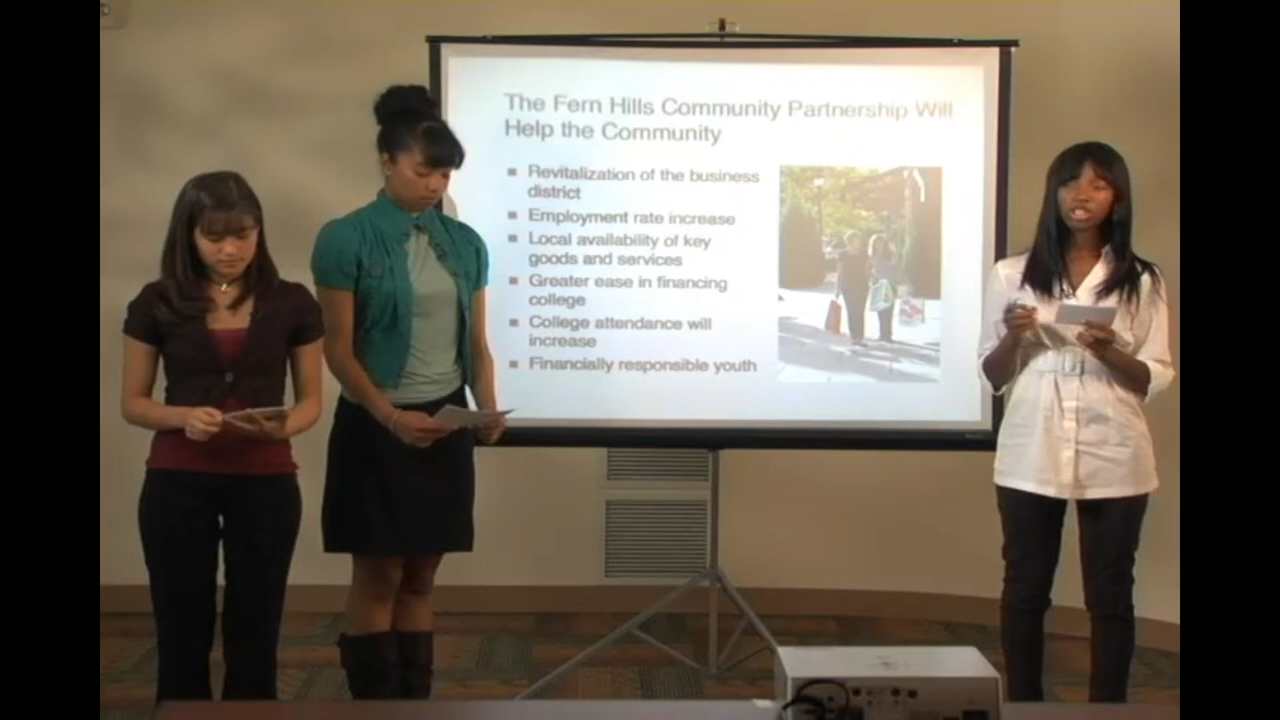 The Fern Hills Community Partnership Will
Help the Community
Revitalization of the business
district
Employment rate increase
Local availability of key
goods and services
Greater ease in financing
college
College attendance will
increase
Financially responsible youth